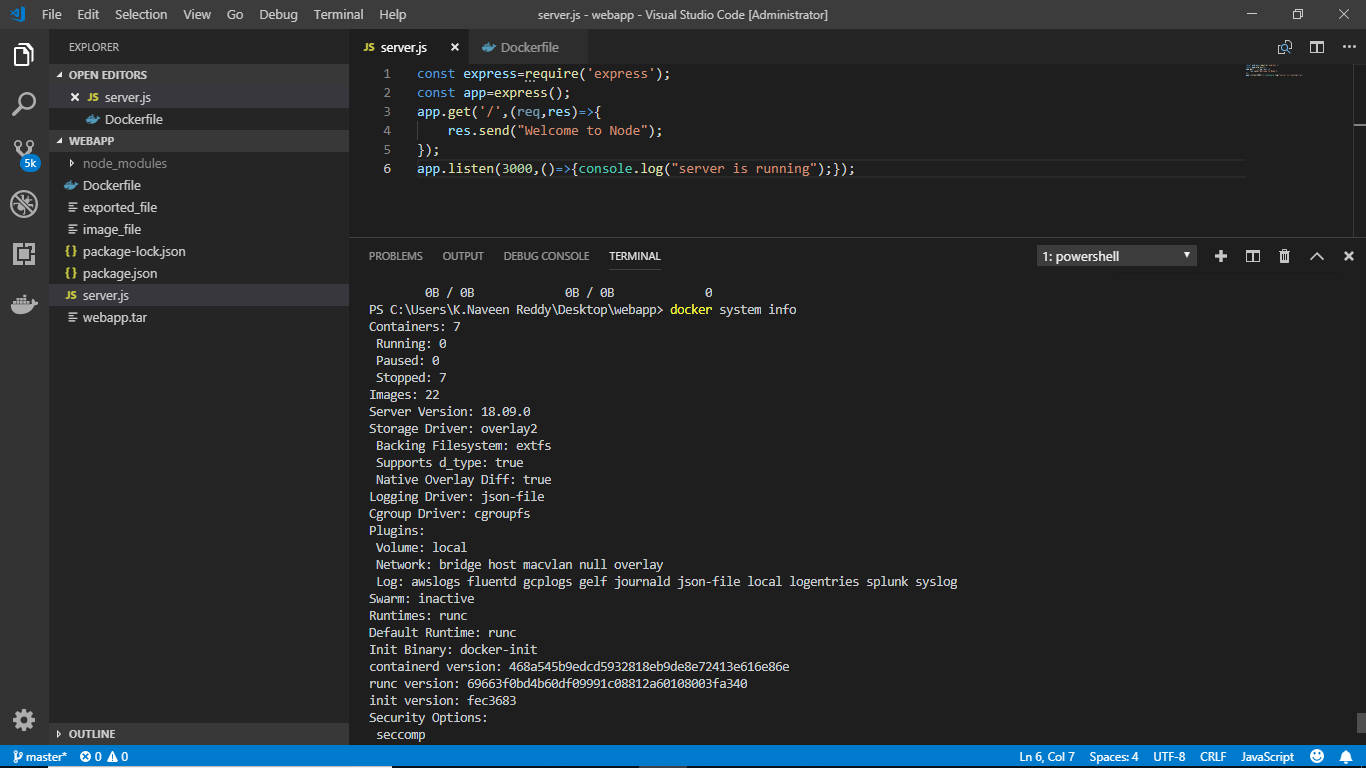 File Edit Selection View Go Debug Terminal Help
server.js - webapp - Visual Studio Code [Administrator]
EXPLORER
OPEN EDITORS
JS server.js
Dockerfile
WEBAPP
node_modules
Dockerfile
exported_file
image_file
{} package-lock.json
{} package.json
JS server.js
webapp.tar
OUTLINE
5k
JS server.js
Dockerfile
1 const express=require('express');
2 const app=express();
3 app.get('/',(req,res)=>{
4 res.send("Welcome to Node");
5 });
6 app.listen(3000,()=>{console.log("server is running");});
PROBLEMS OUTPUT DEBUG CONSOLE TERMINAL
1: powershell
0B / 0B 0B / 0B 0
PS C:\Users\K.Naveen Reddy\Desktop\webapp> docker system info
Containers: 7
Running: 0
Paused: 0
Stopped: 7
Images: 22
Server Version: 18.09.0
Storage Driver: overlay2
Backing Filesystem: extfs
Supports d_type: true
Native Overlay Diff: true
Logging Driver: json-file
Cgroup Driver: cgroupfs
Plugins:
Volume: local
Network: bridge host macvlan null overlay
Log: awslogs fluentd gcplogs gelf journald json-file local logentries splunk syslog
Swarm: inactive
Runtimes: runc
Default Runtime: runc
Init Binary: docker-init
containerd version: 468a545b9edcd5932818eb9de8e72413e616e86e
runc version: 69663f0bd4b60df09991c08812a60108003fa340
init version: fec3683
Security Options:
seccomp
master* 0 0
Ln 6, Col 7 Spaces: 4 UTF-8 CRLF JavaScript